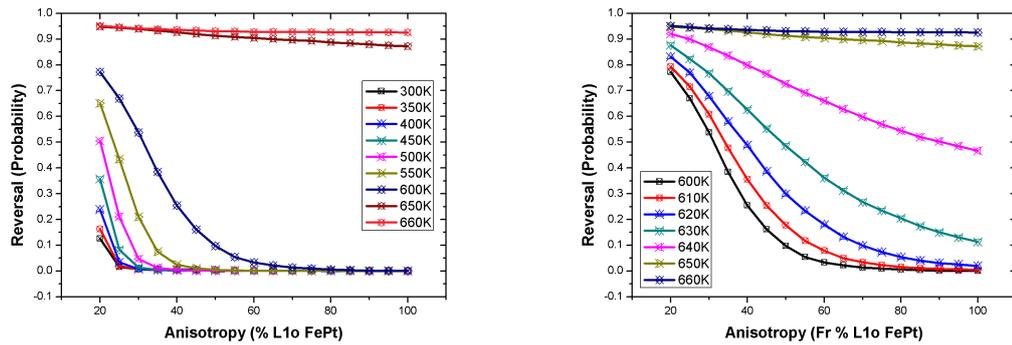 Reversal (Probability)
1.0
0.9
0.8
0.7
0.6
0.5
0.4
0.3
0.2
0.1
0.0
-0.1
20
40
60
80
100
Anisotropy (% L1o FePt)
300K
350K
400K
450K
500K
550K
600K
650K
660K
Reversal (Probability)
1.0
0.9
0.8
0.7
0.6
0.5
0.4
0.3
0.2
0.1
0.0
-0.1
20
40
60
80
100
Anisotropy (Fr % L1o FePt)
600K
610K
620K
630K
640K
650K
660K